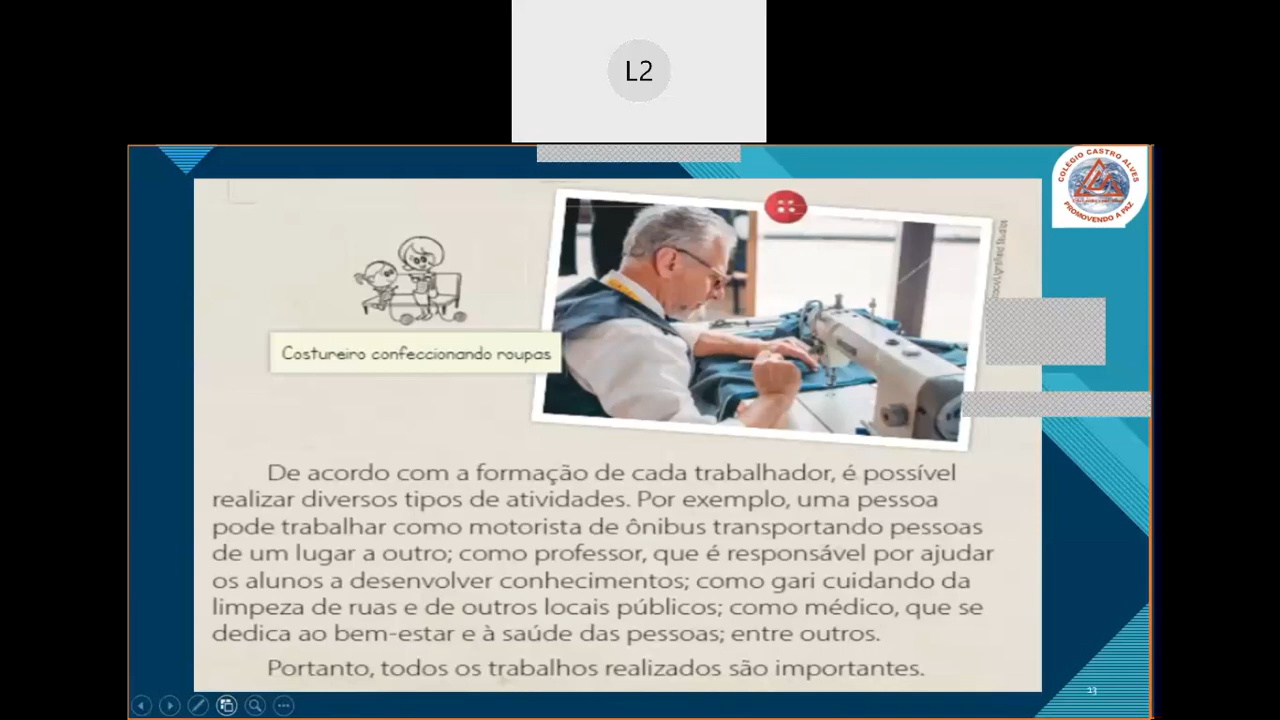 L2
COLÉGIO CASTRO ALVES
PROMOVENDO A PAZ
Costureiro confeccionando roupas
De acordo com a formação de cada trabalhador, é possível
realizar diversos tipos de atividades. Por exemplo, uma pessoa
pode trabalhar como motorista de ônibus transportando pessoas
de um lugar a outro; como professor, que é responsável por ajudar
os alunos a desenvolver conhecimentos; como gari cuidando da
limpeza de ruas e de outros locais públicos; como médico, que se
dedica ao bem-estar e à saúde das pessoas; entre outros.
Portanto, todos os trabalhos realizados são importantes.
23